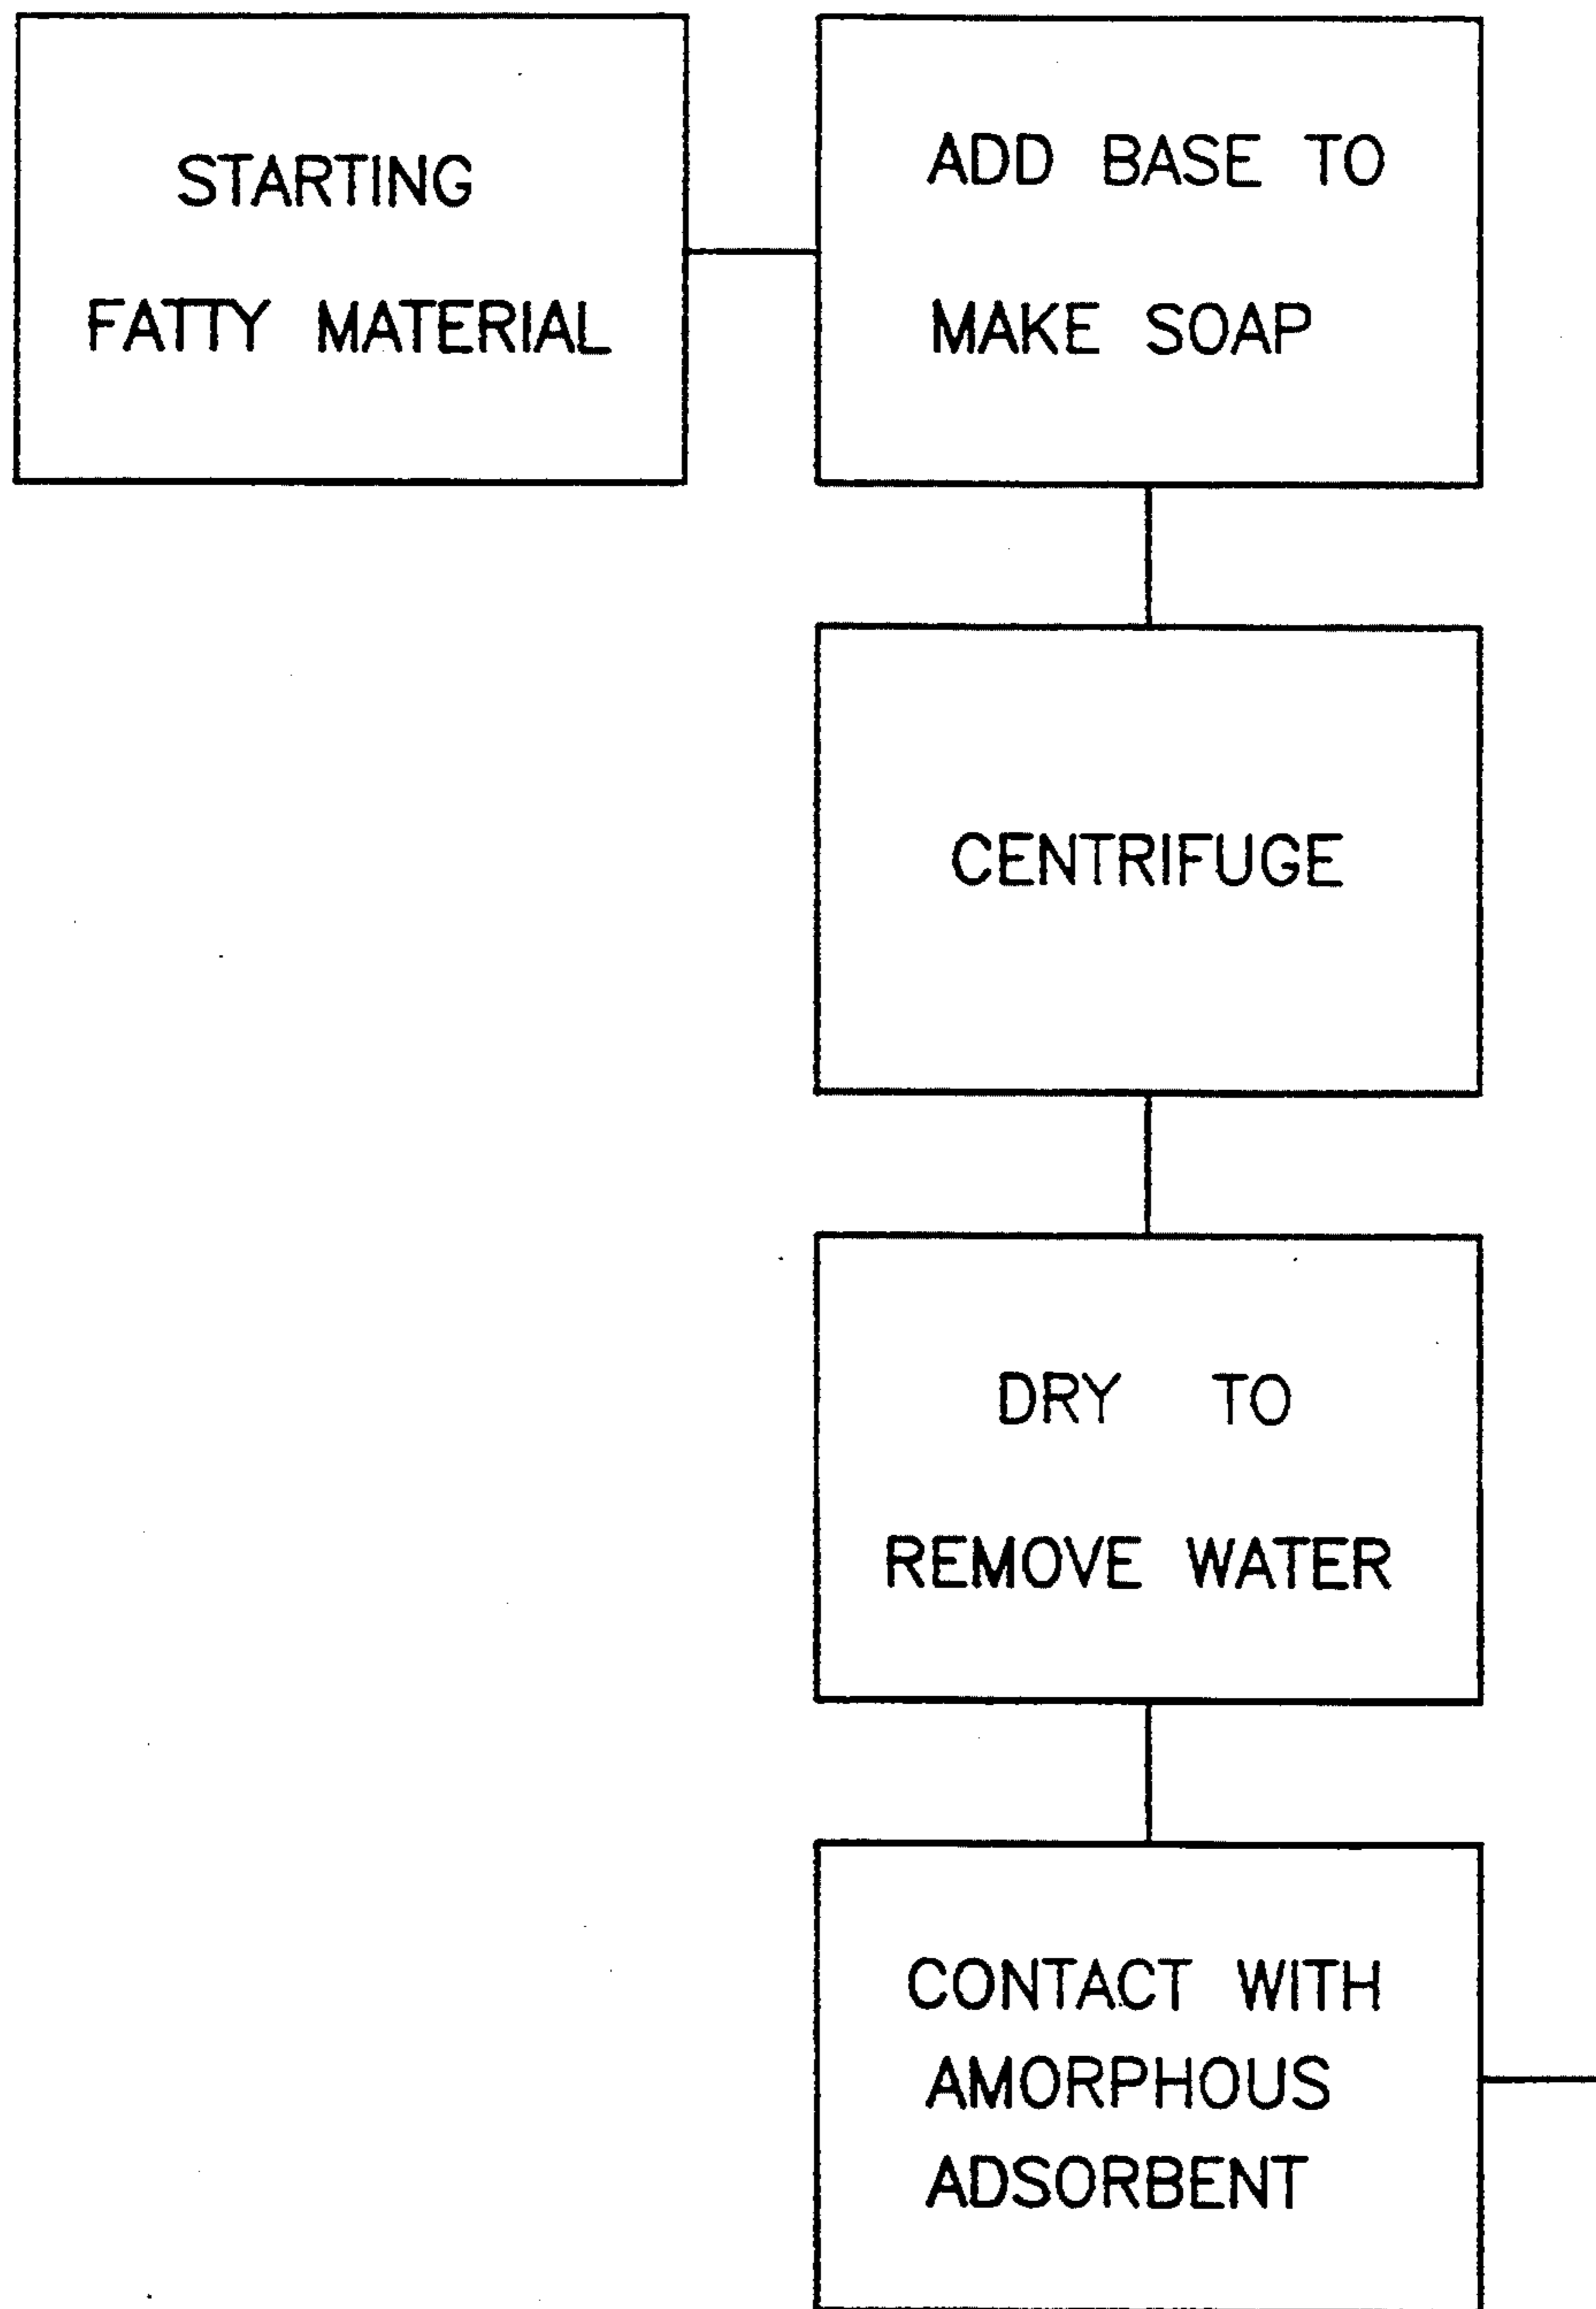 STARTING
FATTY MATERIAL
ADD BASE TO
MAKE SOAP
CENTRIFUGE
DRY TO
REMOVE WATER
CONTACT WITH
AMORPHOUS
ADSORBENT